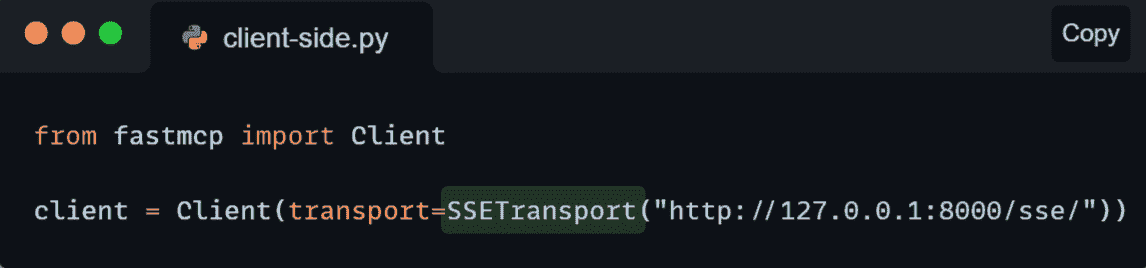 client-side.py
Copy
from fastmcp import Client
client = Client(transport=SSETransport("http://127.0.0.1:8000/sse/"))